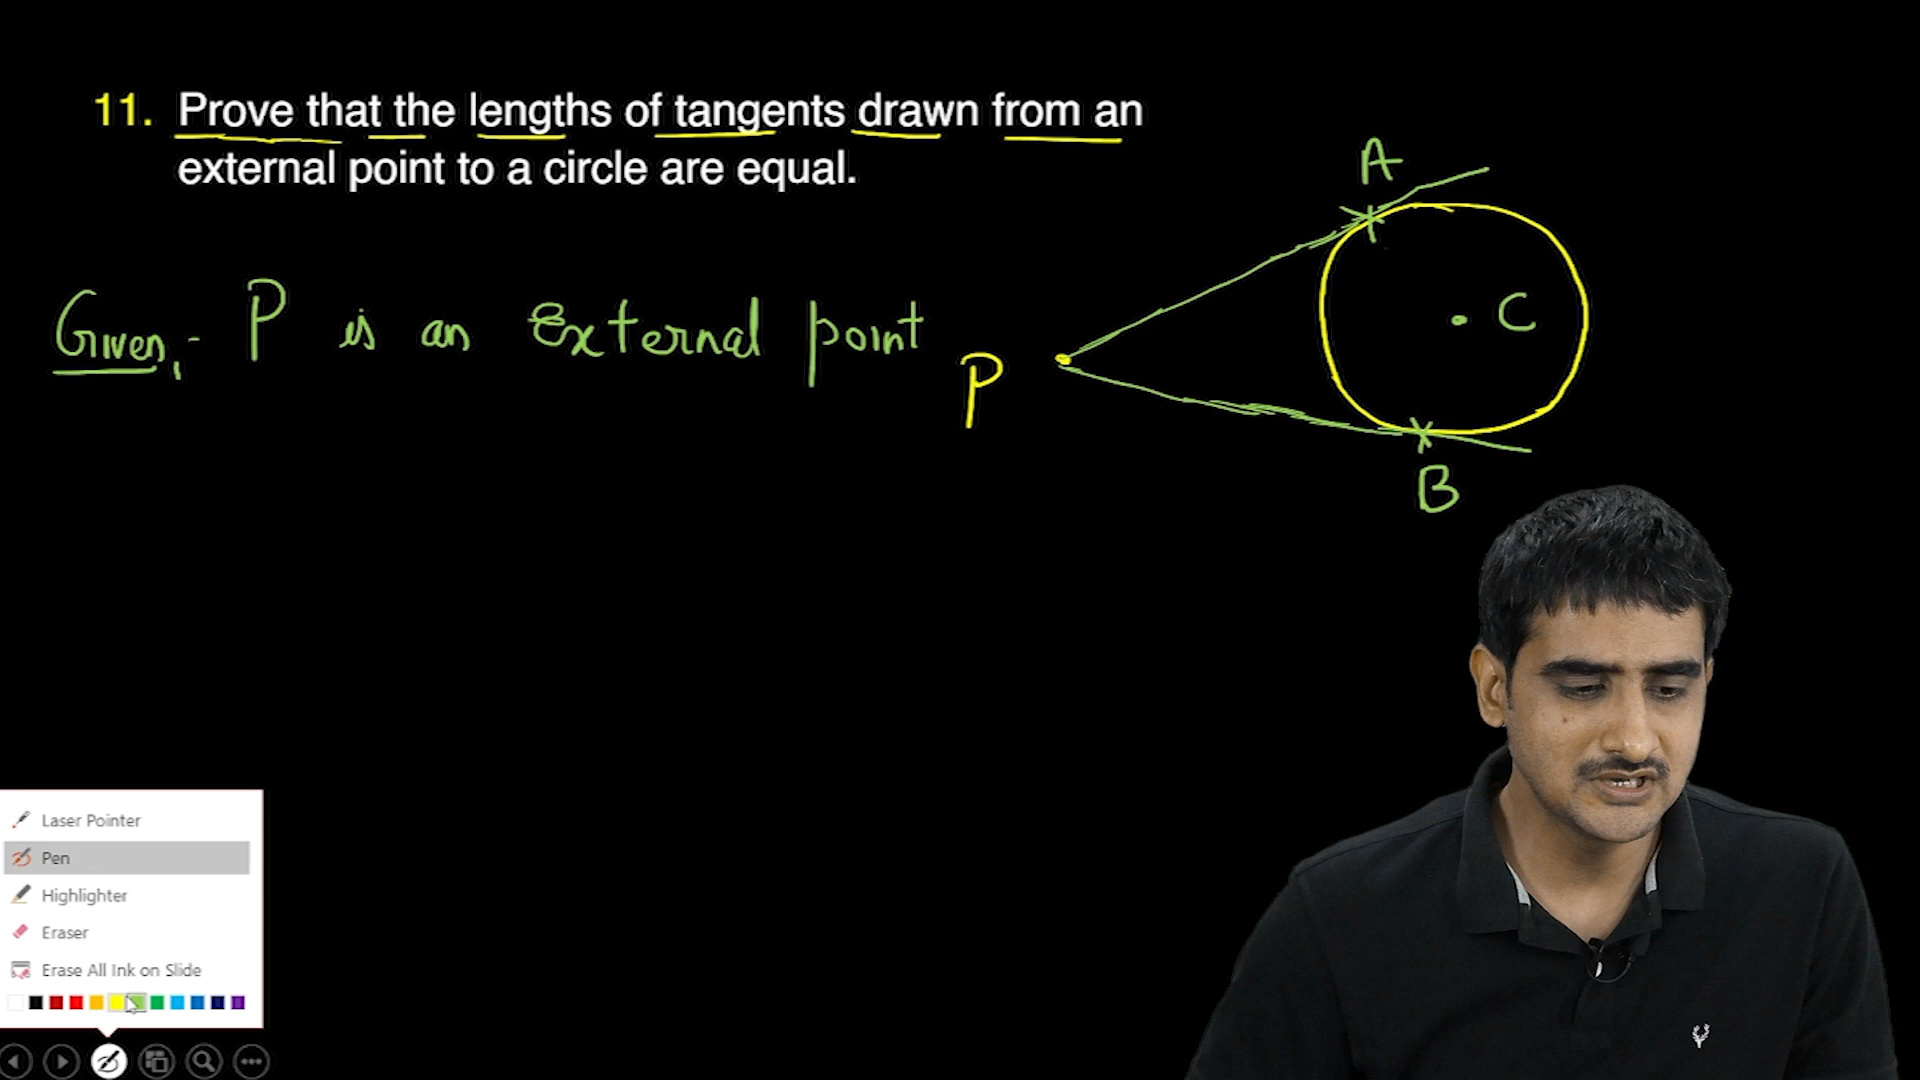 11. Prove that the lengths of tangents drawn from an
external point to a circle are equal.
Given,- P is an External point
P
A
C
B
Laser Pointer
Pen
Highlighter
Eraser
Erase All Ink on Slide